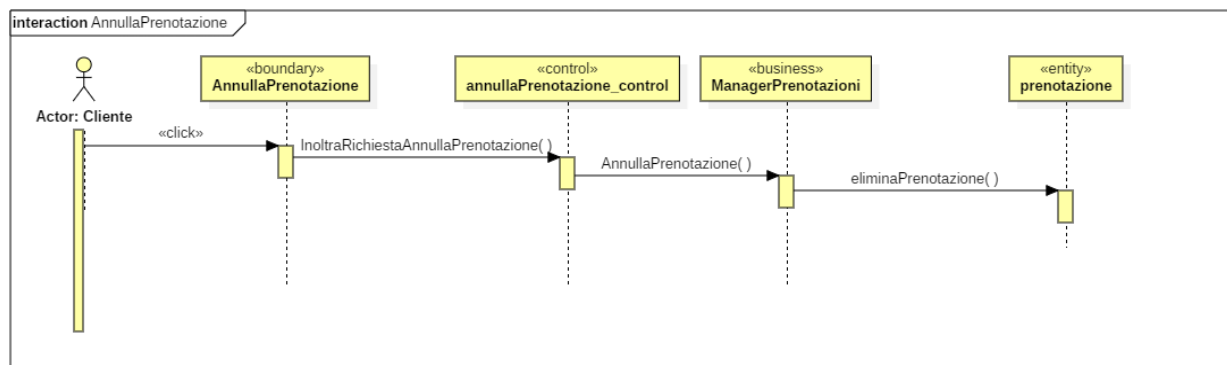 interaction AnnullaPrenotazione
«boundary»
AnnullaPrenotazione
«control»
annullaPrenotazione_control
«business»
ManagerPrenotazioni
«entity»
prenotazione
Actor: Cliente
«click»
InoltraRichiestaAnnullaPrenotazione( )
AnnullaPrenotazione( )
eliminaPrenotazione( )